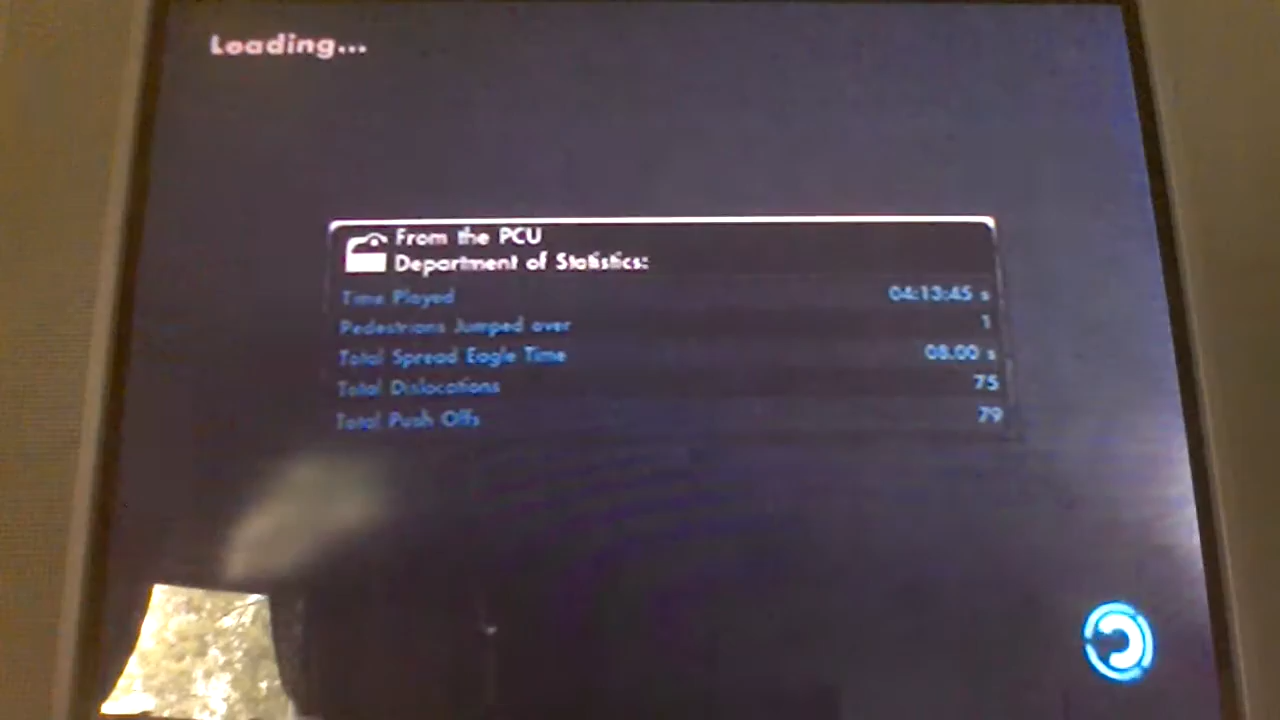 Loading...
From the PCU
Department of Statistics:
Time Played 04:13:45 s
Pedestrians Jumped over 1
Total Spread Eagle Time 08.00 s
Total Dislocations 75
Total Push Offs 79